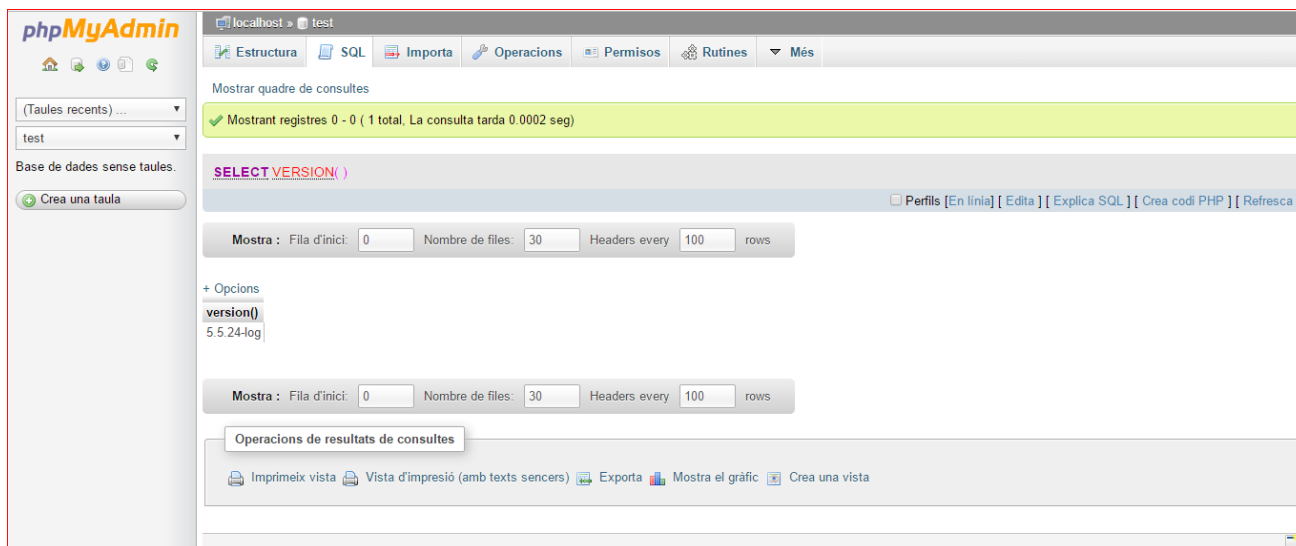 phpMyAdmin
(Taules recents) ...
test
Base de dades sense taules.
Crea una taula
localhost » test
Estructura SQL Importa Operacions Permisos Rutines Més
Mostrar quadre de consultes
Mostrant registres 0 - 0 ( 1 total, La consulta tarda 0.0002 seg)
SELECT VERSION( )
Perfils [En línia] [ Edita ] [ Explica SQL ] [ Crea codi PHP ] [ Refresca
Mostra : Fila d'inici: 0 Nombre de files: 30 Headers every 100 rows
+ Opcions
version()
5.5.24-log
Mostra : Fila d'inici: 0 Nombre de files: 30 Headers every 100 rows
Operacions de resultats de consultes
Imprimeix vista Vista d'impresió (amb texts sencers) Exporta Mostra el gràfic Crea una vista